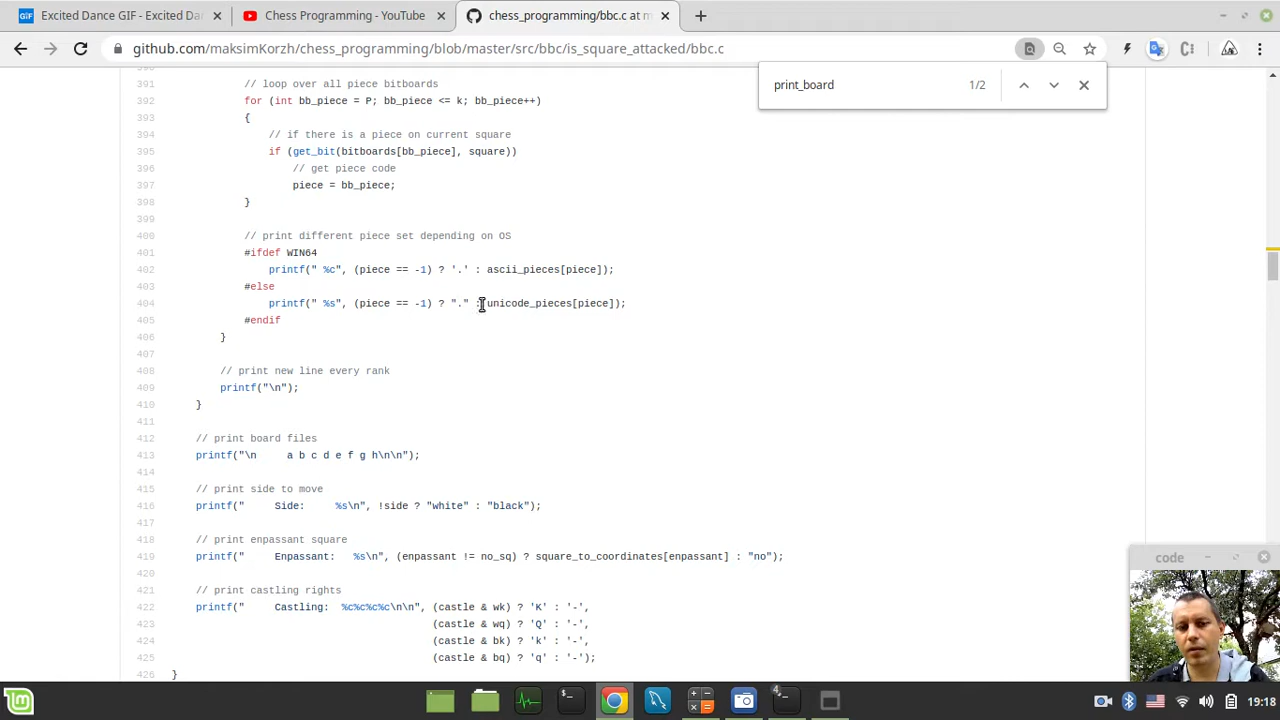 GIF Excited Dance GIF - Excited Dan
Chess Programming - YouTube
chess_programming/bbc.c at m
github.com/maksimKorzh/chess_programming/blob/master/src/bbc/is_square_attacked/bbc.c
print_board 1/2
391 // loop over all piece bitboards
392 for (int bb_piece = P; bb_piece <= k; bb_piece++)
393 {
394 // if there is a piece on current square
395 if (get_bit(bitboards[bb_piece], square))
396 // get piece code
397 piece = bb_piece;
398 }
399
400 // print different piece set depending on OS
401 #ifdef WIN64
402 printf(" %c", (piece == -1) ? '.' : ascii_pieces[piece]);
403 #else
404 printf(" %s", (piece == -1) ? "." : unicode_pieces[piece]);
405 #endif
406 }
407
408 // print new line every rank
409 printf("\n");
410 }
411
412 // print board files
413 printf("\n     a b c d e f g h\n\n");
414
415 // print side to move
416 printf("     Side:     %s\n", !side ? "white" : "black");
417
418 // print enpassant square
419 printf("     Enpassant:   %s\n", (enpassant != no_sq) ? square_to_coordinates[enpassant] : "no");
420
421 // print castling rights
422 printf("     Castling:  %c%c%c%c\n\n", (castle & wk) ? 'K' : '-',
423 (castle & wq) ? 'Q' : '-',
424 (castle & bk) ? 'k' : '-',
425 (castle & bq) ? 'q' : '-');
426 }
code
19:18